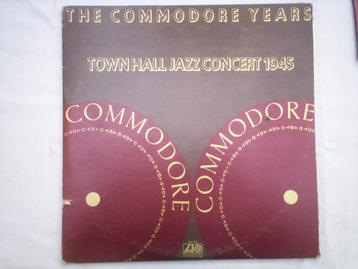 THE COMMODORE YEARS
TOWN HALL JAZZ CONCERT 1945
COMMODORE
COMMODORE